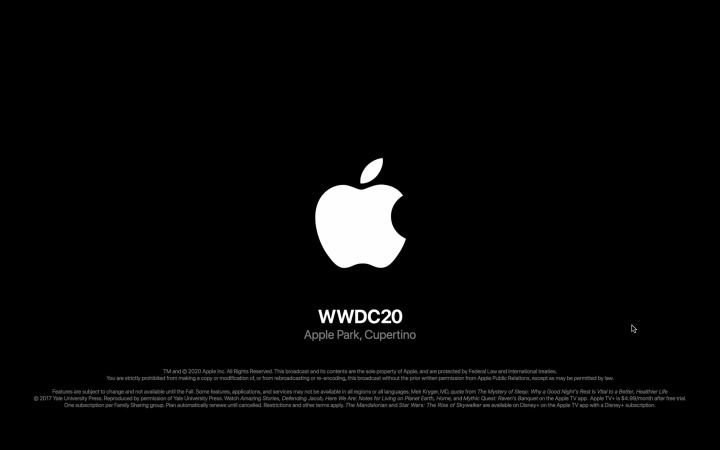 WWDC20
Apple Park, Cupertino
TM and © 2020 Apple Inc. All Rights Reserved. This broadcast and its contents are the sole property of Apple, and are protected by Federal Law and International treaties.
You are strictly prohibited from making a copy or modification of, or from rebroadcasting or re-encoding, this broadcast without the prior written permission from Apple Public Relations, except as may be permitted by law.
Features are subject to change and not available until the Fall. Some features, applications, and services may not be available in all regions or all languages. Meir Kryger, MD, quote from The Mystery of Sleep: Why a Good Night's Rest Is Vital to a Better, Healthier Life
© 2017 Yale University Press. Reproduced by permission of Yale University Press. Watch Amazing Stories, Defending Jacob, Here We Are: Notes for Living on Planet Earth, Home, and Mythic Quest: Raven's Banquet on the Apple TV app. Apple TV+ is $4.99/month after free trial.
One subscription per Family Sharing group. Plan automatically renews until cancelled. Restrictions and other terms apply. The Mandalorian and Star Wars: The Rise of Skywalker are available on Disney+ on the Apple TV app with a Disney+ subscription.